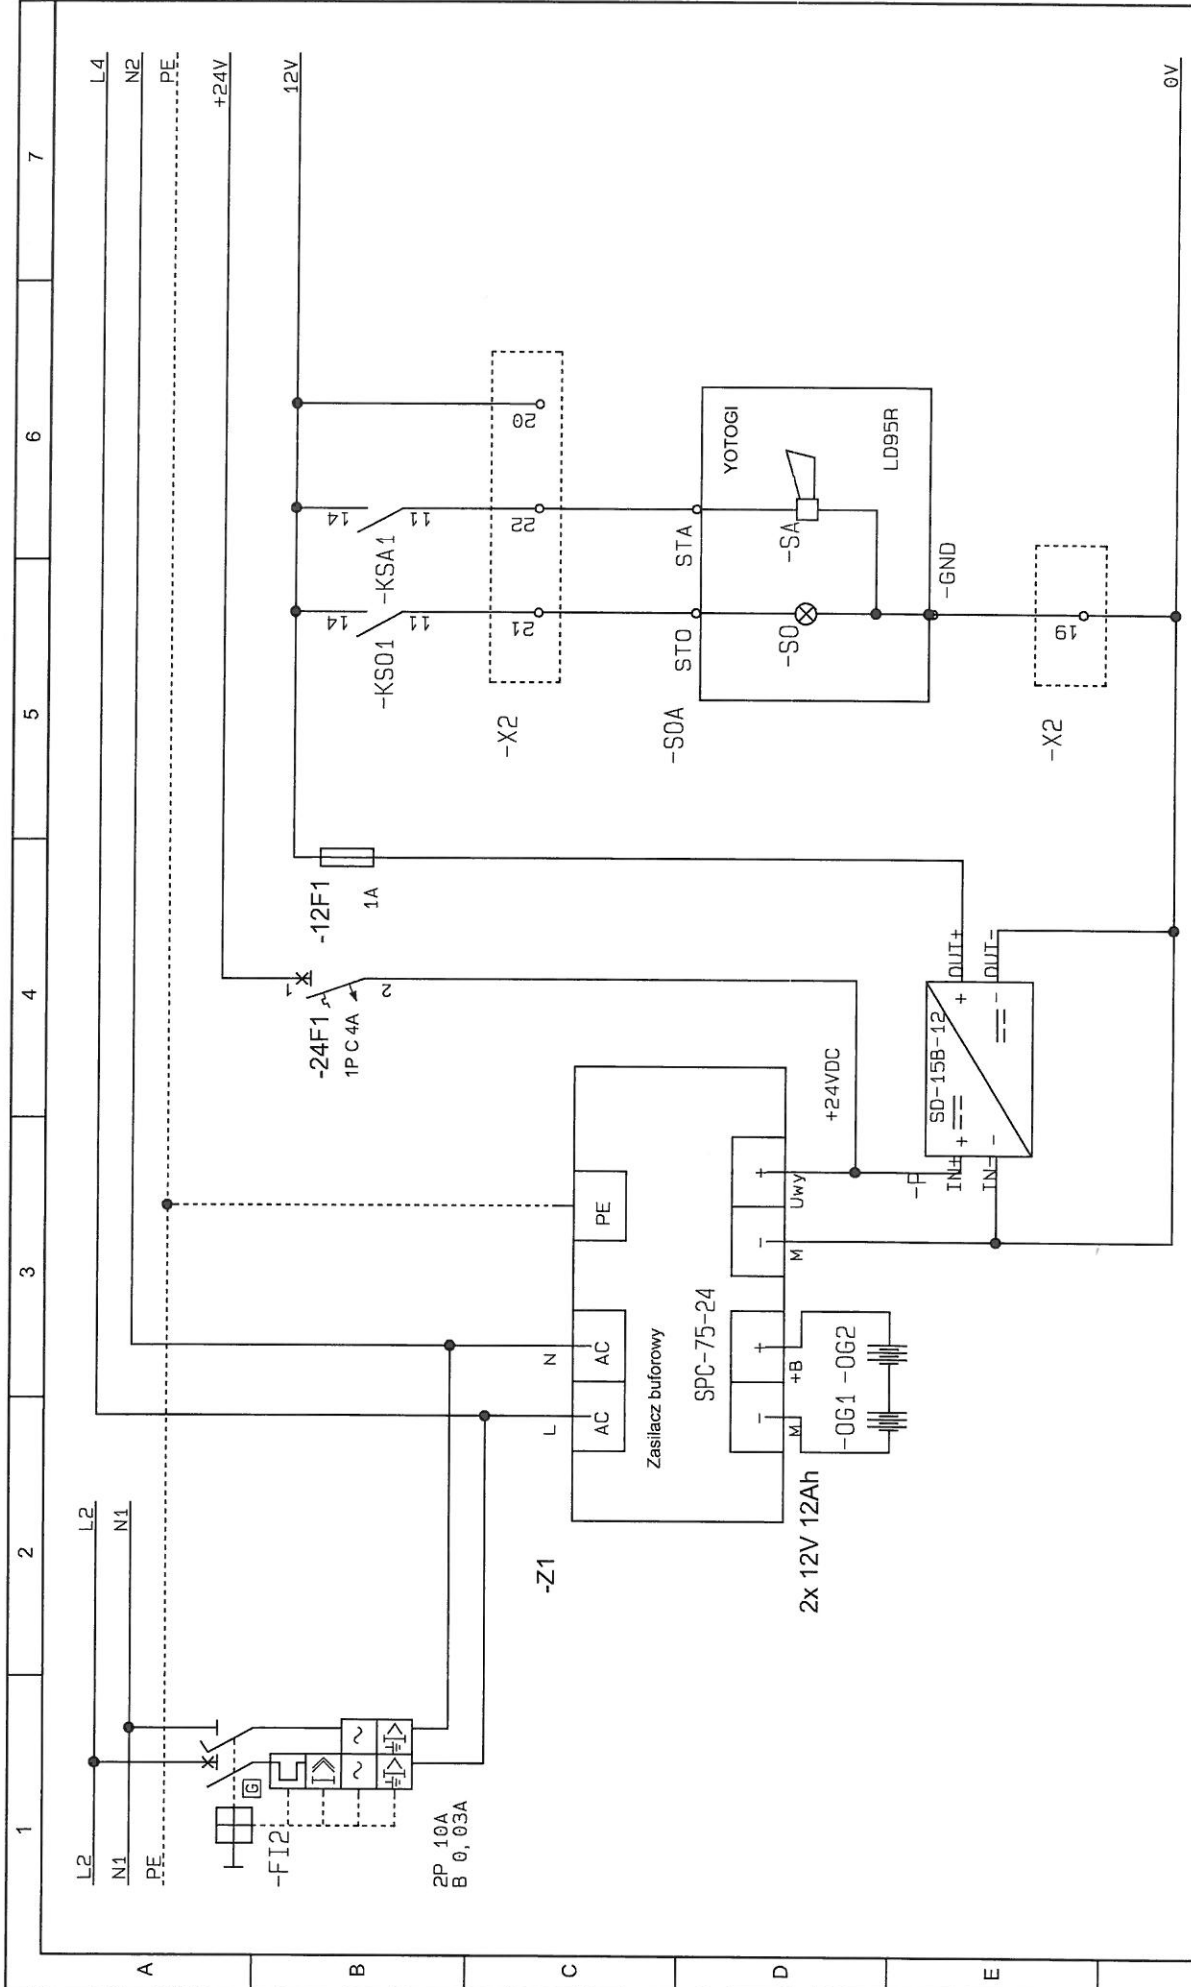 1
2
3
4
5
6
7
A
B
C
D
E
L2
N1
PE
L2
N1
L4
N2
PE
+24V
12V
0V
-FI2
G
2P 10A
B 0,03A
-Z1
L
N
AC
AC
PE
Zasilacz buforowy
SPC-75-24
M
+B
M
Uwy
-
+
-
+
2x 12V 12Ah
-OG1
-OG2
+24VDC
-24F1
1P C 4A
1
2
-12F1
1A
-P
SD-15B-12
IN+
IN-
+
-
+
-
OUT+
OUT-
-KSO1
14
11
-KSA1
14
11
-X2
21
22
20
-SOA
STO
STA
YOTOGI
LD95R
-SO
-SA
-GND
-X2
19